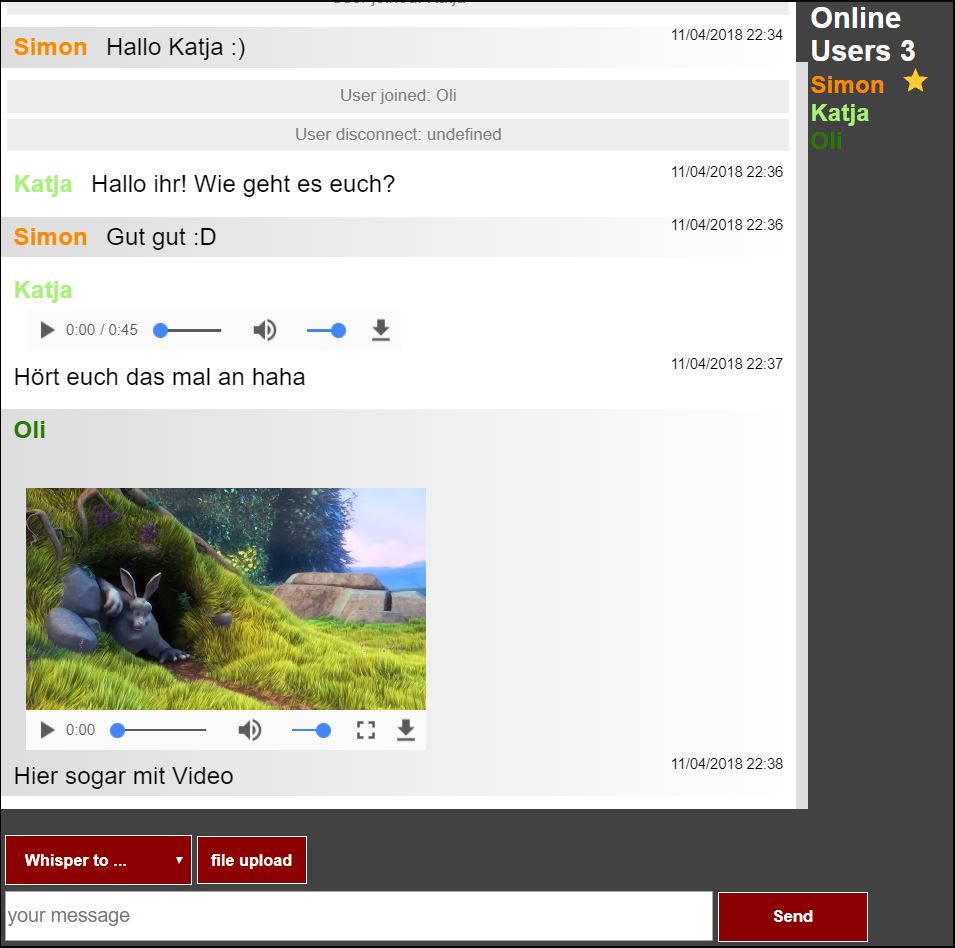 Simon Hallo Katja :) 11/04/2018 22:34
User joined: Oli
User disconnect: undefined
Katja Hallo ihr! Wie geht es euch? 11/04/2018 22:36
Simon Gut gut :D 11/04/2018 22:36
Katja
0:00 / 0:45
Hört euch das mal an haha 11/04/2018 22:37
Oli
0:00
Hier sogar mit Video 11/04/2018 22:38
Online
Users 3
Simon
Katja
Oli
Whisper to ... file upload
your message Send